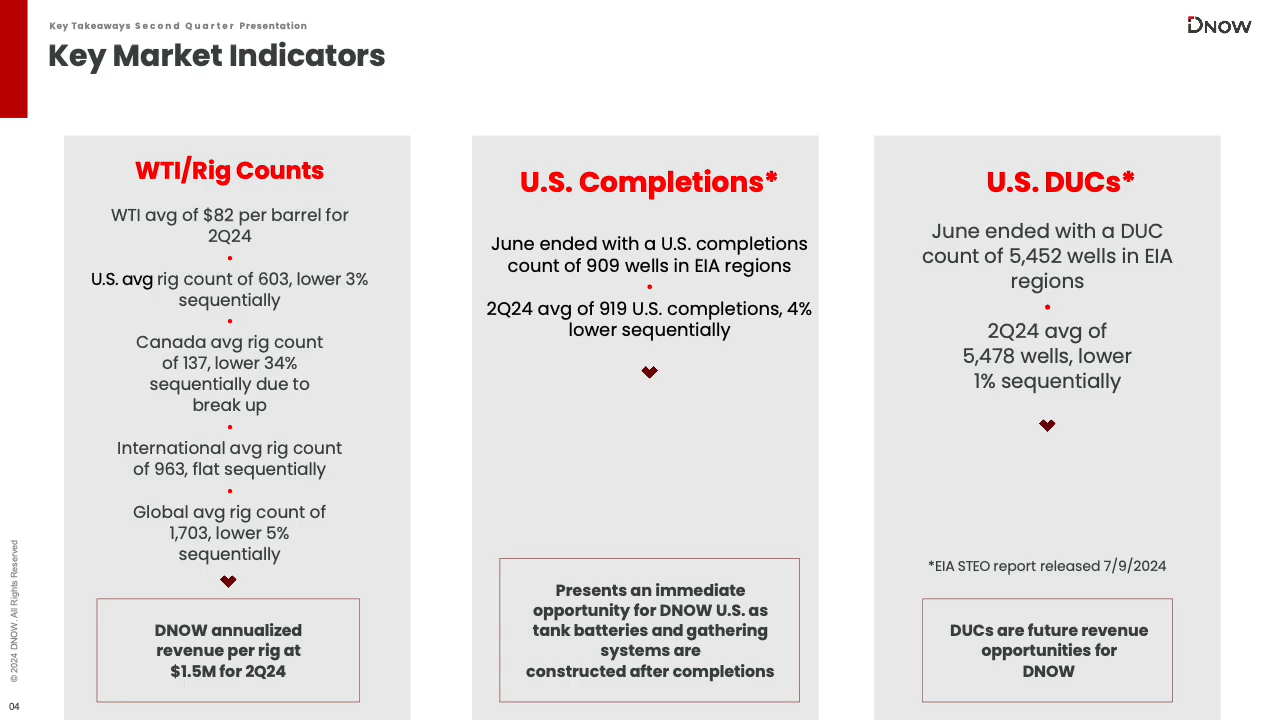 Key Takeaways Second Quarter Presentation
Key Market Indicators
DNOW
WTI/Rig Counts
WTI avg of $82 per barrel for
2Q24
•
U.S. avg rig count of 603, lower 3%
sequentially
•
Canada avg rig count
of 137, lower 34%
sequentially due to
break up
•
International avg rig count
of 963, flat sequentially
•
Global avg rig count of
1,703, lower 5%
sequentially
DNOW annualized
revenue per rig at
$1.5M for 2Q24
U.S. Completions*
June ended with a U.S. completions
count of 909 wells in EIA regions
•
2Q24 avg of 919 U.S. completions, 4%
lower sequentially
Presents an immediate
opportunity for DNOW U.S. as
tank batteries and gathering
systems are
constructed after completions
U.S. DUCs*
June ended with a DUC
count of 5,452 wells in EIA
regions
•
2Q24 avg of
5,478 wells, lower
1% sequentially
*EIA STEO report released 7/9/2024
DUCs are future revenue
opportunities for
DNOW
© 2024 DNOW. All Rights Reserved
04